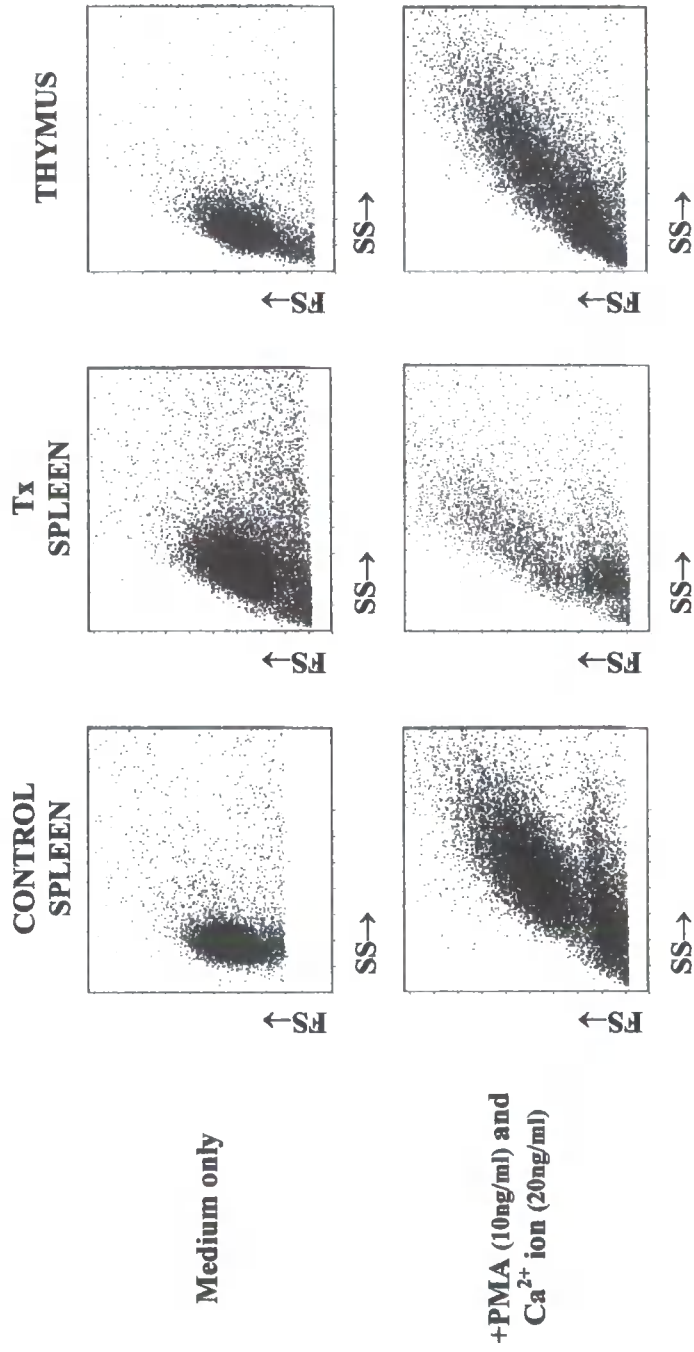 CONTROL
SPLEEN
Tx
SPLEEN
THYMUS
Medium only
FS→
SS→
FS→
SS→
FS→
SS→
+PMA (10ng/ml) and
Ca²⁺ ion (20ng/ml)
FS→
SS→
FS→
SS→
FS→
SS→